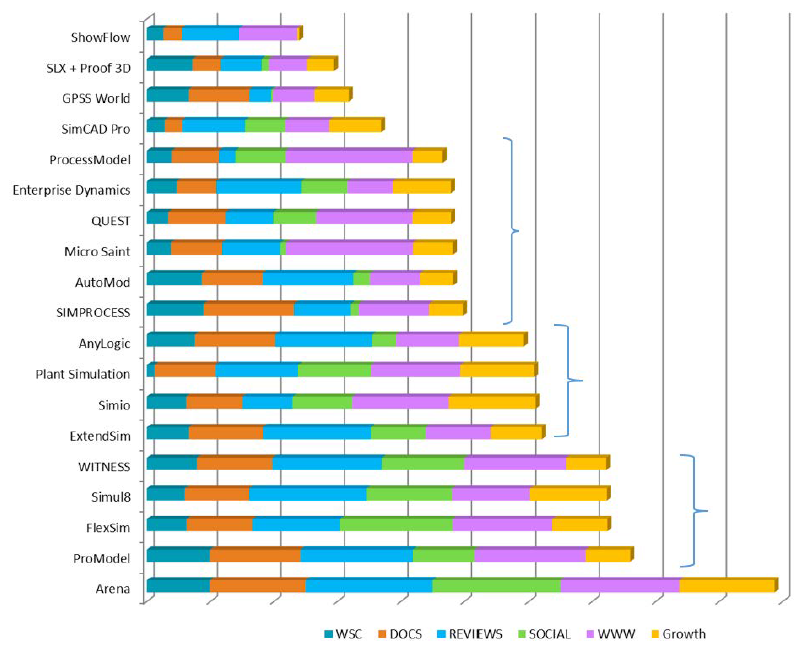 ShowFlow
SLX + Proof 3D
GPSS World
SimCAD Pro
ProcessModel
Enterprise Dynamics
QUEST
Micro Saint
AutoMod
SIMPROCESS
AnyLogic
Plant Simulation
Simio
ExtendSim
WITNESS
Simul8
FlexSim
ProModel
Arena
WSC DOCS REVIEWS SOCIAL WWW Growth